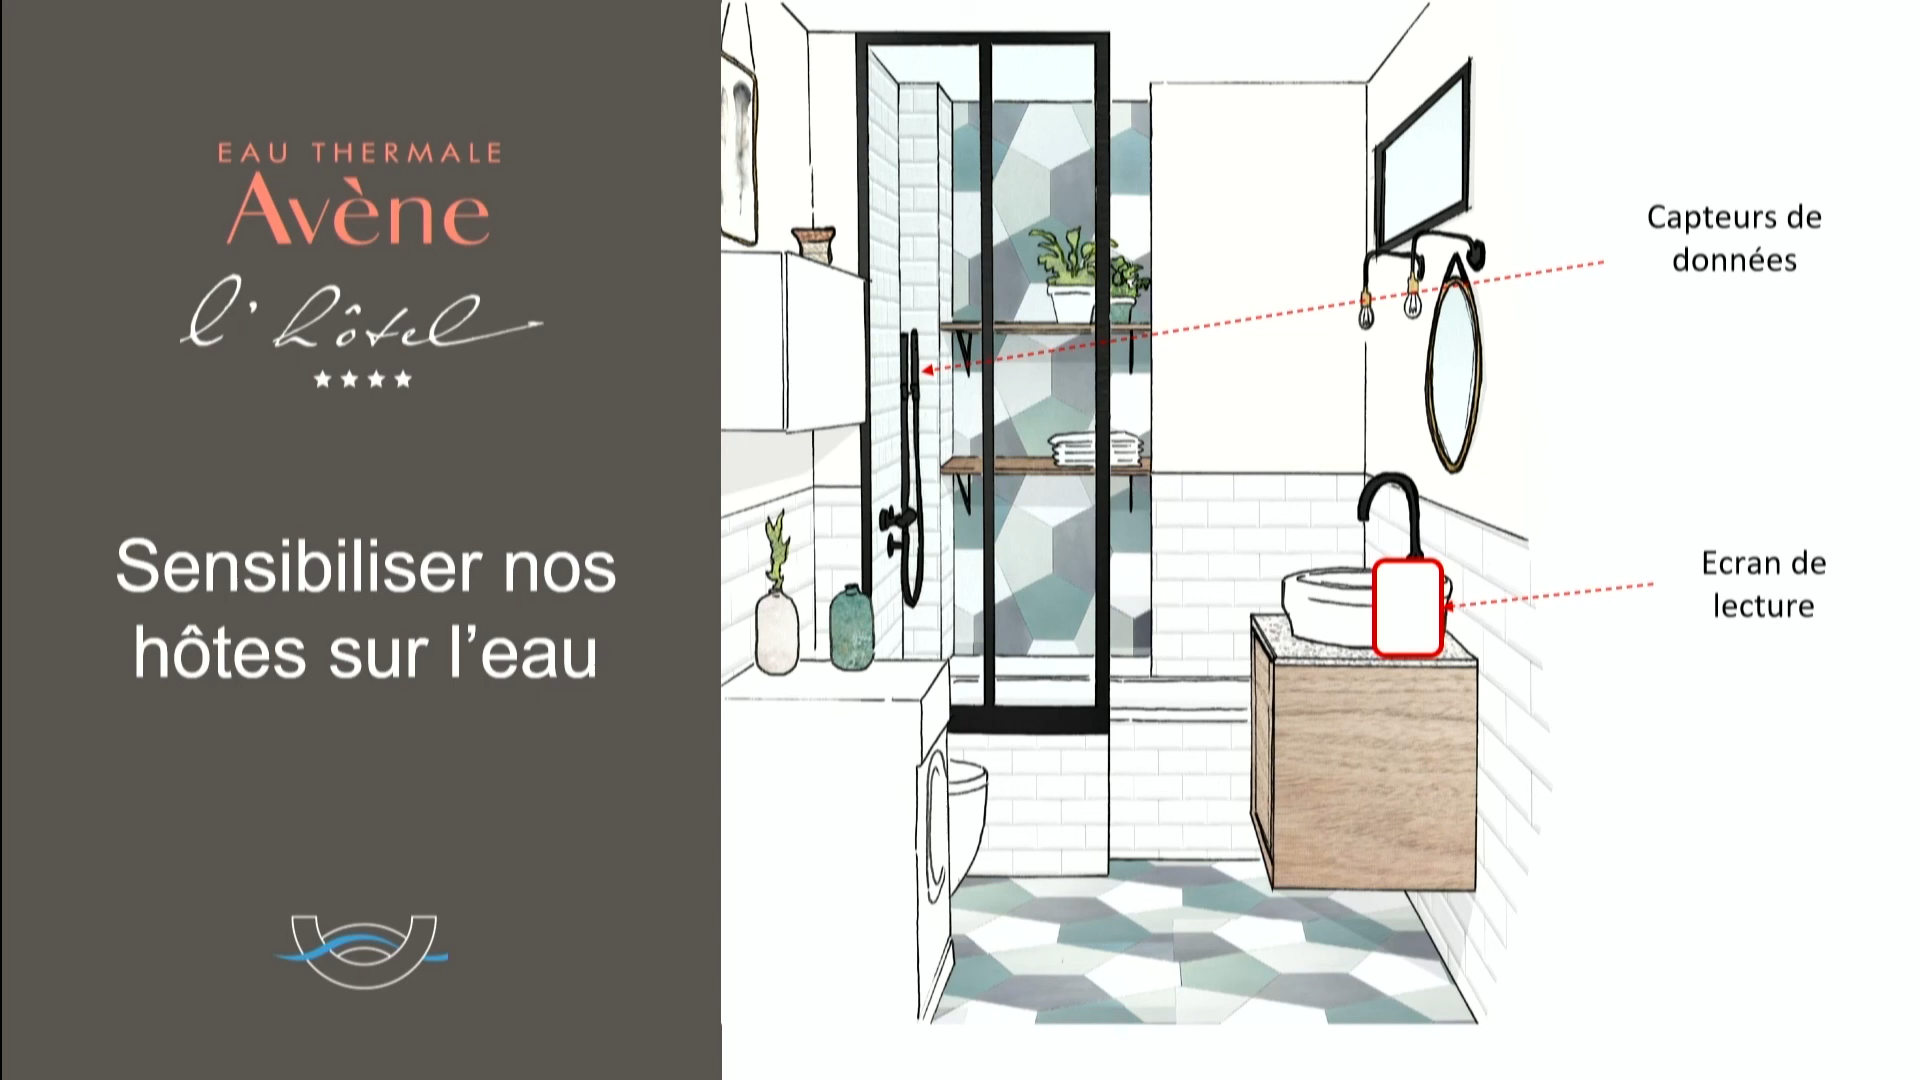 EAU THERMALE
Avène
l'hôtel
Sensibiliser nos
hôtes sur l’eau
Capteurs de
données
Ecran de
lecture